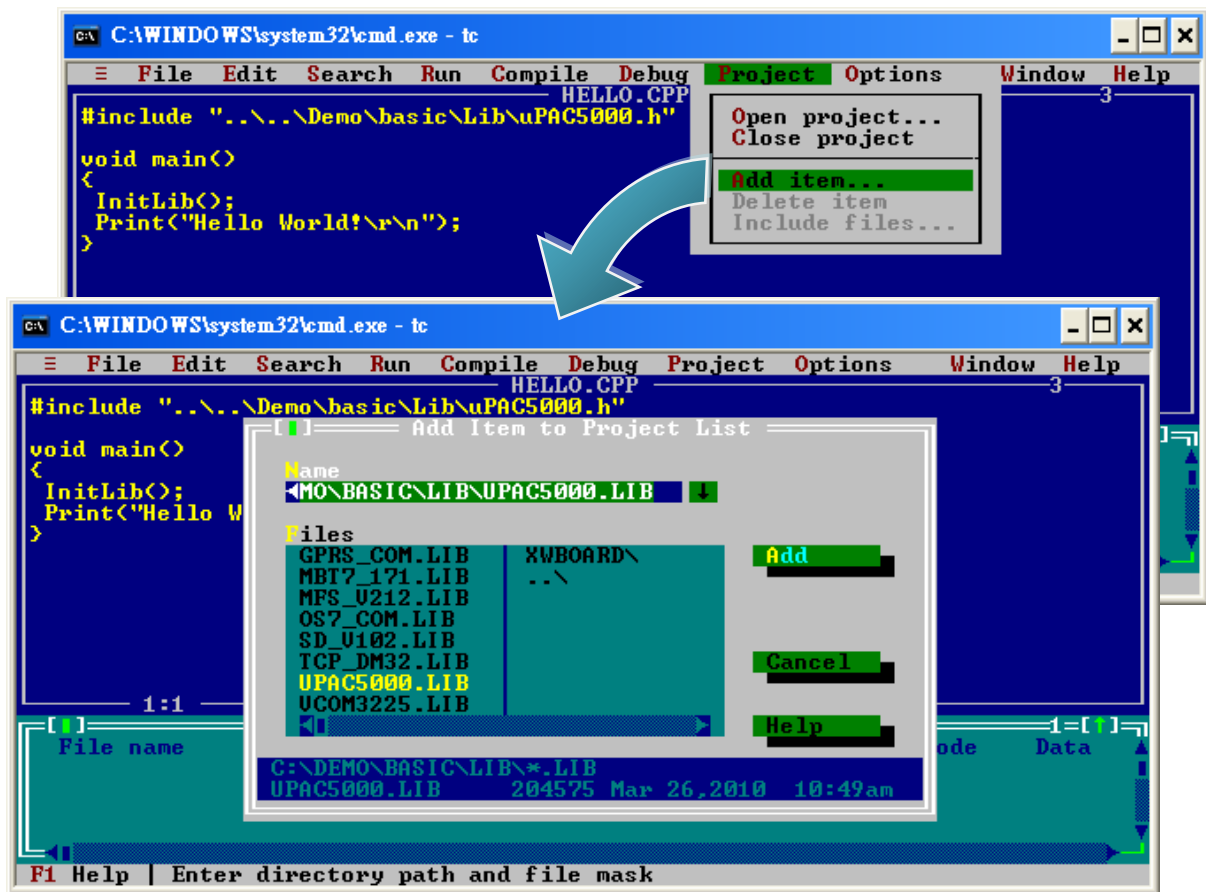 C:\WINDOWS\system32\cmd.exe - tc
≡ File Edit Search Run Compile Debug Project Options Window Help
HELLO.CPP 3
#include "..\..\Demo\basic\Lib\uPAC5000.h"
void main()
{
InitLib();
Print("Hello World!\r\n");
}
Open project...
Close project
Add item...
Delete item
Include files...
C:\WINDOWS\system32\cmd.exe - tc
≡ File Edit Search Run Compile Debug Project Options Window Help
HELLO.CPP 3
#include "..\..\Demo\basic\Lib\uPAC5000.h"
void main()
{
InitLib();
Print("Hello W
}
1:1
Add Item to Project List
Name
MO\BASIC\LIB\UPAC5000.LIB
Files
GPRS_COM.LIB XWBOARD\
MBT7_171.LIB ..\
MFS_V212.LIB
OS7_COM.LIB
SD_V102.LIB
TCP_DM32.LIB
UPAC5000.LIB
VCOM3225.LIB
Add
Cancel
Help
C:\DEMO\BASIC\LIB\*.LIB
UPAC5000.LIB 204575 Mar 26,2010 10:49am
1=[↑]
File name ode Data
F1 Help | Enter directory path and file mask